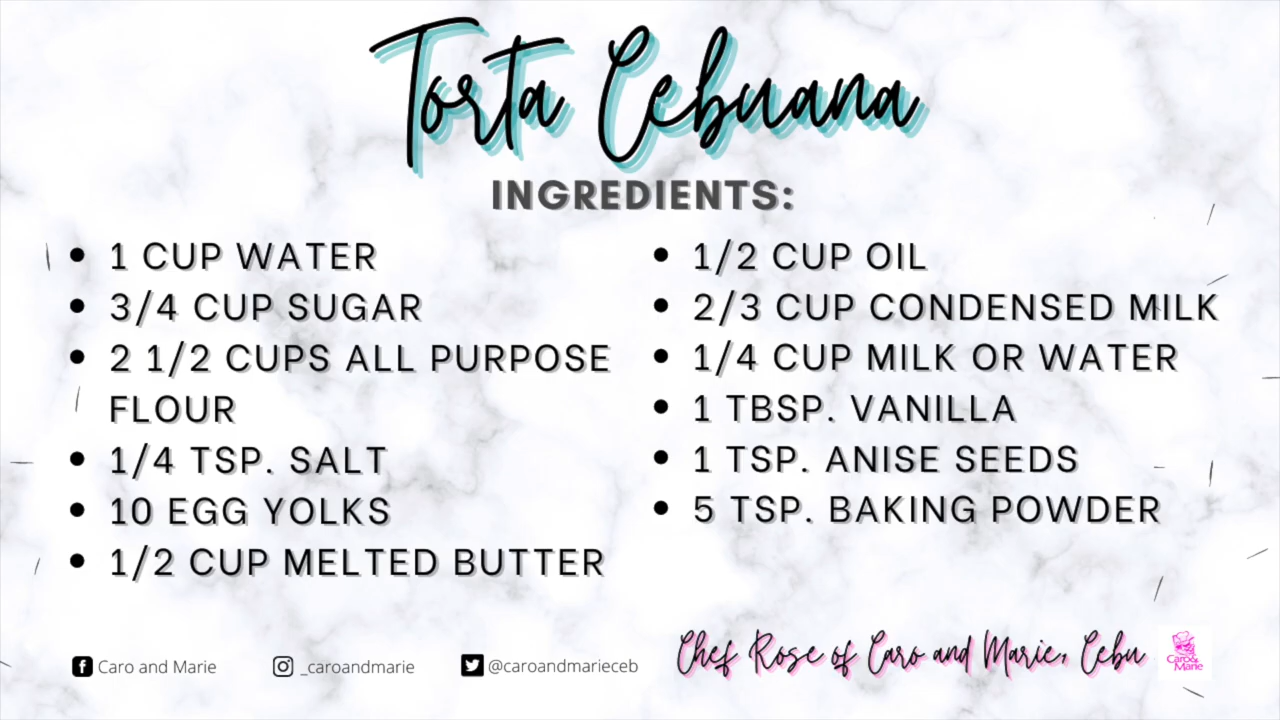 Torta Cebuana
INGREDIENTS:
• 1 CUP WATER
• 3/4 CUP SUGAR
• 2 1/2 CUPS ALL PURPOSE
FLOUR
• 1/4 TSP. SALT
• 10 EGG YOLKS
• 1/2 CUP MELTED BUTTER
• 1/2 CUP OIL
• 2/3 CUP CONDENSED MILK
• 1/4 CUP MILK OR WATER
• 1 TBSP. VANILLA
• 1 TSP. ANISE SEEDS
• 5 TSP. BAKING POWDER
Caro and Marie
_caroandmarie
@caroandmarieceb
Chef Rose of Caro and Marie, Cebu
Caro &
Marie